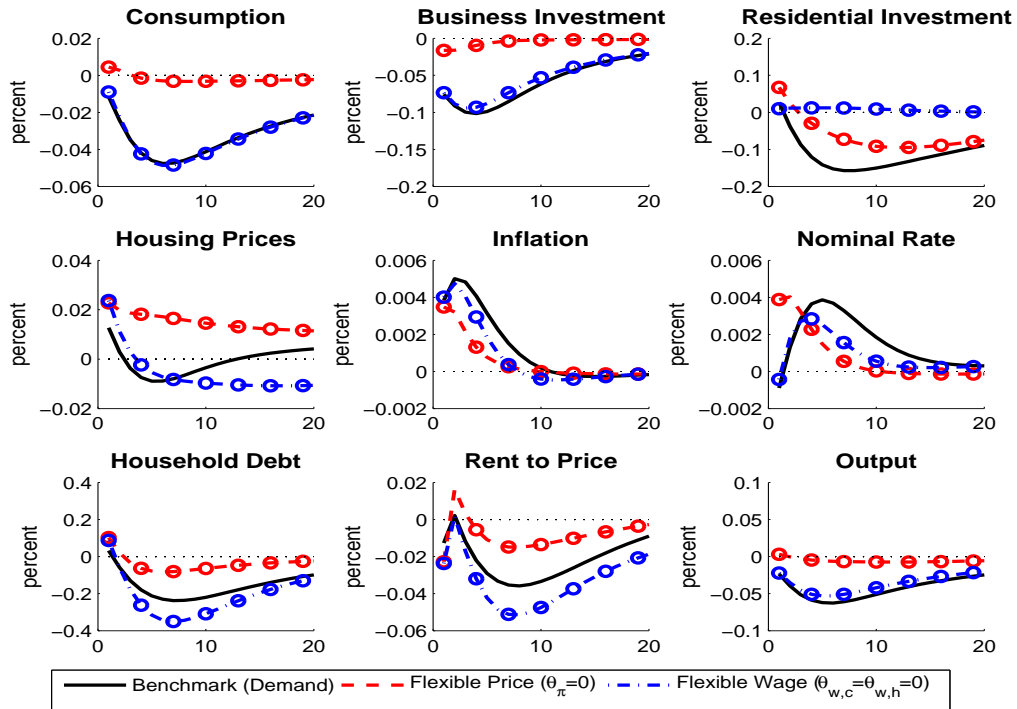 Consumption
Business Investment
Residential Investment
percent
0.02
0
−0.02
−0.04
−0.06
0 10 20
0
−0.05
−0.1
−0.15
−0.2
0 10 20
0.2
0.1
0
−0.1
−0.2
0 10 20
Housing Prices
Inflation
Nominal Rate
percent
0.04
0.02
0
−0.02
0 10 20
percent
0.006
0.004
0.002
0
−0.002
0 10 20
percent
0.006
0.004
0.002
0
−0.002
0 10 20
Household Debt
Rent to Price
Output
percent
0.4
0.2
0
−0.2
−0.4
0 10 20
percent
0.02
0
−0.02
−0.04
−0.06
0 10 20
percent
0.1
0.05
0
−0.05
−0.1
0 10 20
Benchmark (Demand)
Flexible Price (θπ=0)
Flexible Wage (θw,c=θw,h=0)